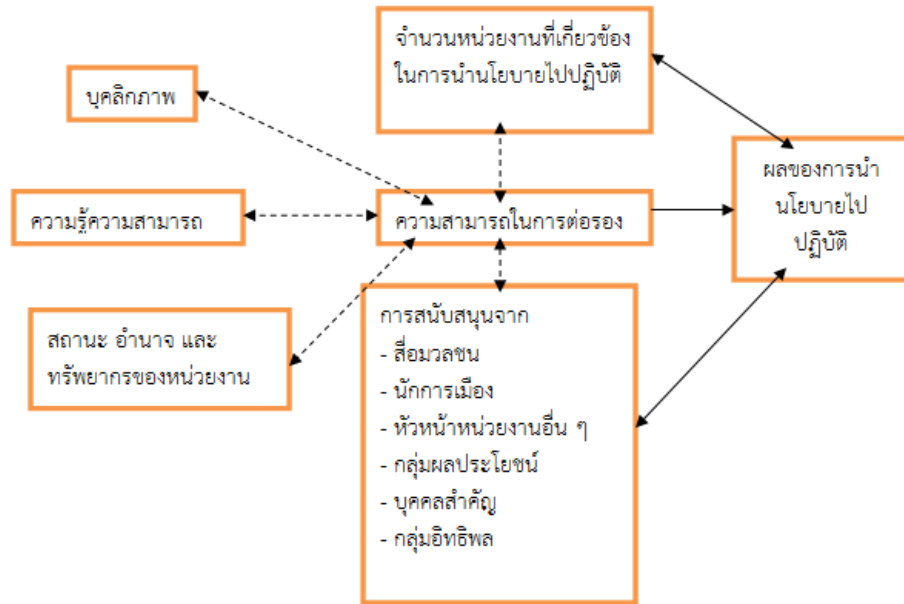 จำนวนหน่วยงานที่เกี่ยวข้อง
ในการนำนโยบายไปปฏิบัติ
บุคลิกภาพ
ผลของการนำ
นโยบายไป
ปฏิบัติ
ความรู้ความสามารถ
ความสามารถในการต่อรอง
สถานะ อำนาจ และ
ทรัพยากรของหน่วยงาน
การสนับสนุนจาก
- สื่อมวลชน
- นักการเมือง
- หัวหน้าหน่วยงานอื่น ๆ
- กลุ่มผลประโยชน์
- บุคคลสำคัญ
- กลุ่มอิทธิพล